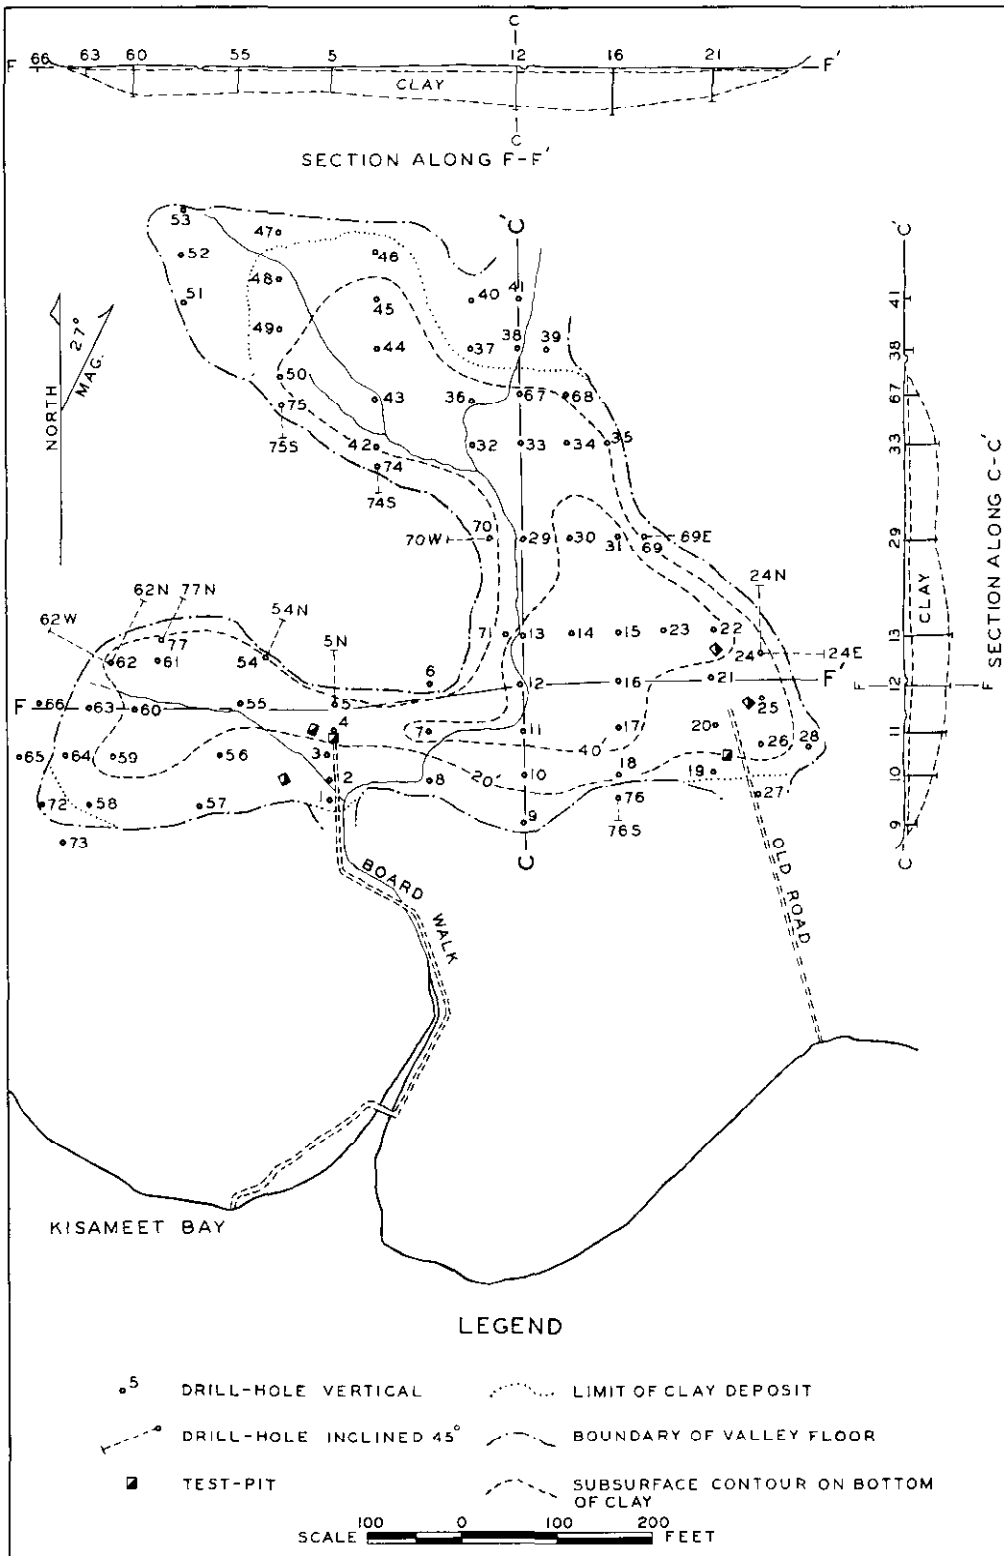 C
66 63 60 55 5 12 16 21
F F'
CLAY
C
SECTION ALONG F-F'
53
47
C'
C'
52
46
48
51
45
40
41
41
NORTH
27°
MAG.
49
44
37
38
39
38
50
75
43
36
67
68
67
75S
42
32
33
34
35
33
74
74S
70
70W
29
30
31
69
69E
29
SECTION ALONG C-C'
CLAY
62N
77N
24N
62W
54N
5N
77
71
13
14
15
23
22
13
62
61
54
24
24E
6
12
16
21
F'
F
12
F
F
66
63
60
55
5
4
25
7
11
17
20
11
65
64
59
56
3
40
26
28
2
8
20
10
18
19
10
72
58
57
1
76
27
73
9
76S
9
C
C
BOARD WALK
OLD ROAD
KISAMEET BAY
LEGEND
5 DRILL-HOLE VERTICAL
LIMIT OF CLAY DEPOSIT
DRILL-HOLE INCLINED 45°
BOUNDARY OF VALLEY FLOOR
TEST-PIT
SUBSURFACE CONTOUR ON BOTTOM
OF CLAY
100 0 100 200
SCALE FEET